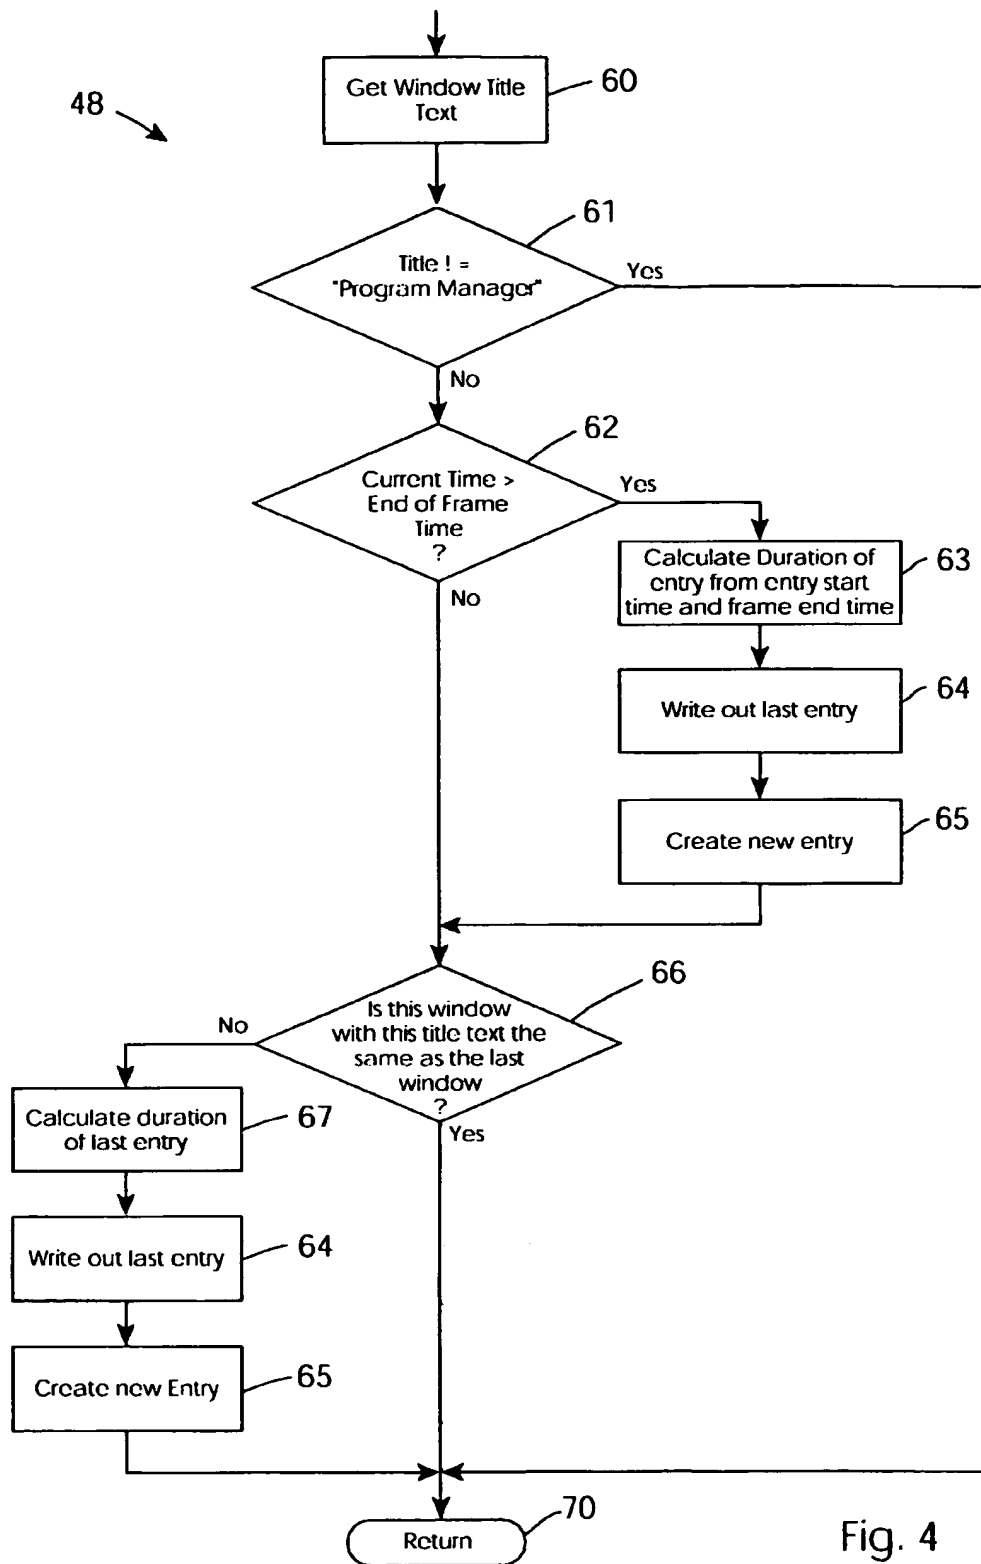 48
Get Window Title
Text
60
61
Title ! =
"Program Manager"
Yes
No
62
Current Time >
End of Frame
Time
?
Yes
No
Calculate Duration of
entry from entry start
time and frame end time
63
Write out last entry
64
Create new entry
65
66
Is this window
with this title text the
same as the last
window
?
No
Yes
Calculate duration
of last entry
67
Write out last entry
64
Create new Entry
65
Return
70
Fig. 4